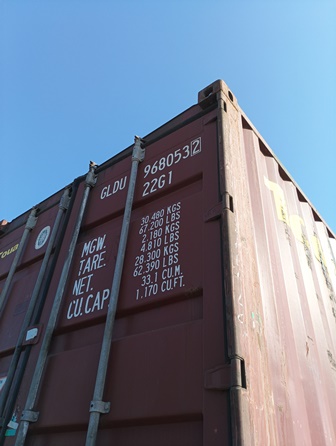 GLDU 968053 2
22G1
MGW. 30.480 KGS
67.200 LBS
TARE. 2.180 KGS
4.810 LBS
NET. 28.300 KGS
62.390 LBS
CU.CAP. 33.1 CU.M.
1.170 CU.FT.